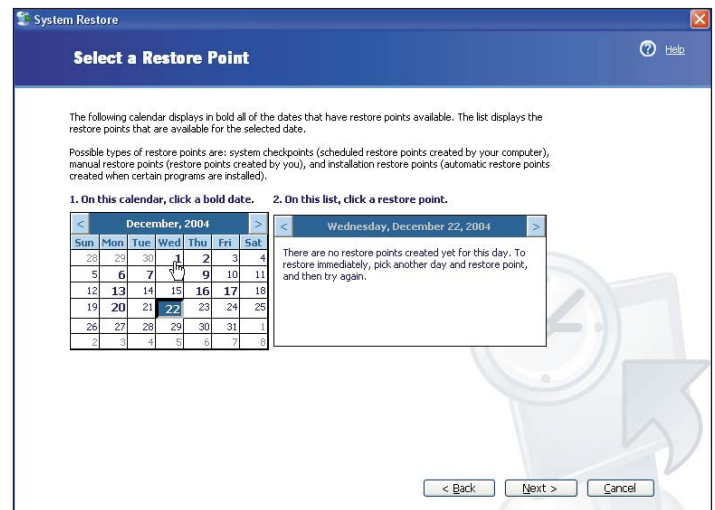 System Restore
Select a Restore Point
Help
The following calendar displays in bold all of the dates that have restore points available. The list displays the
restore points that are available for the selected date.
Possible types of restore points are: system checkpoints (scheduled restore points created by your computer),
manual restore points (restore points created by you), and installation restore points (automatic restore points
created when certain programs are installed).
1. On this calendar, click a bold date.
2. On this list, click a restore point.
< December, 2004 >
Sun Mon Tue Wed Thu Fri Sat
28 29 30 1 2 3 4
5 6 7 9 10 11
12 13 14 15 16 17 18
19 20 21 22 23 24 25
26 27 28 29 30 31 1
2 3 4 5 6 7 8
< Wednesday, December 22, 2004 >
There are no restore points created yet for this day. To
restore immediately, pick another day and restore point,
and then try again.
< Back
Next >
Cancel